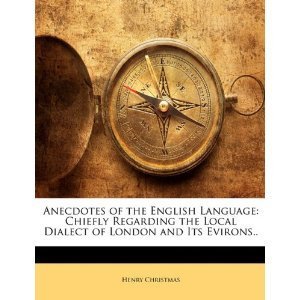 Anecdotes of the English Language:
Chiefly Regarding the Local
Dialect of London and Its Evirons..
Henry Christmas